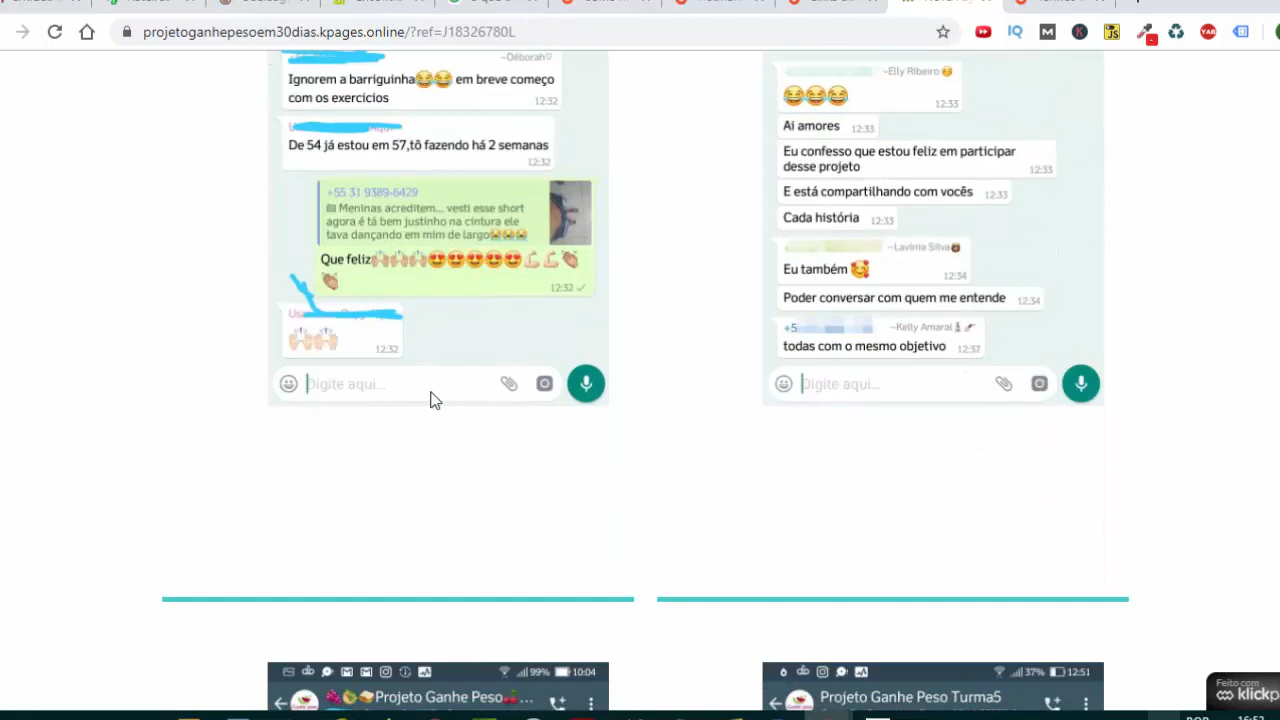 projetoganhepesoem30dias.kpages.online/?ref=J18326780L
~Déborah♡
Ignorem a barriguinha😂😂 em breve começo
com os exercicios
12:32
De 54 já estou em 57,tô fazendo há 2 semanas
12:32
+55 31 9389-6429
Meninas acreditem... vesti esse short
agora é tá bem justinho na cintura ele
tava dançando em mim de largo😭😭😭
Que feliz🙌🏻🙌🏻🙌🏻😍😍😍😍😍💪🏻💪🏻👏🏻
👏🏻
12:32
🙌🏻🙌🏻
12:32
Digite aqui...
~Elly Ribeiro
😂😂😂
12:33
Ai amores 12:33
Eu confesso que estou feliz em participar
desse projeto 12:33
E está compartilhando com vocês 12:33
Cada história 12:33
~Lavínia Silva
Eu também 🥰 12:34
Poder conversar com quem me entende 12:34
+5 ~Kelly Amaral
todas com o mesmo objetivo 12:37
Digite aqui...
99% 10:04
Projeto Ganhe Peso🍒...
37% 12:51
Projeto Ganhe Peso Turma5
Feito com
klickp